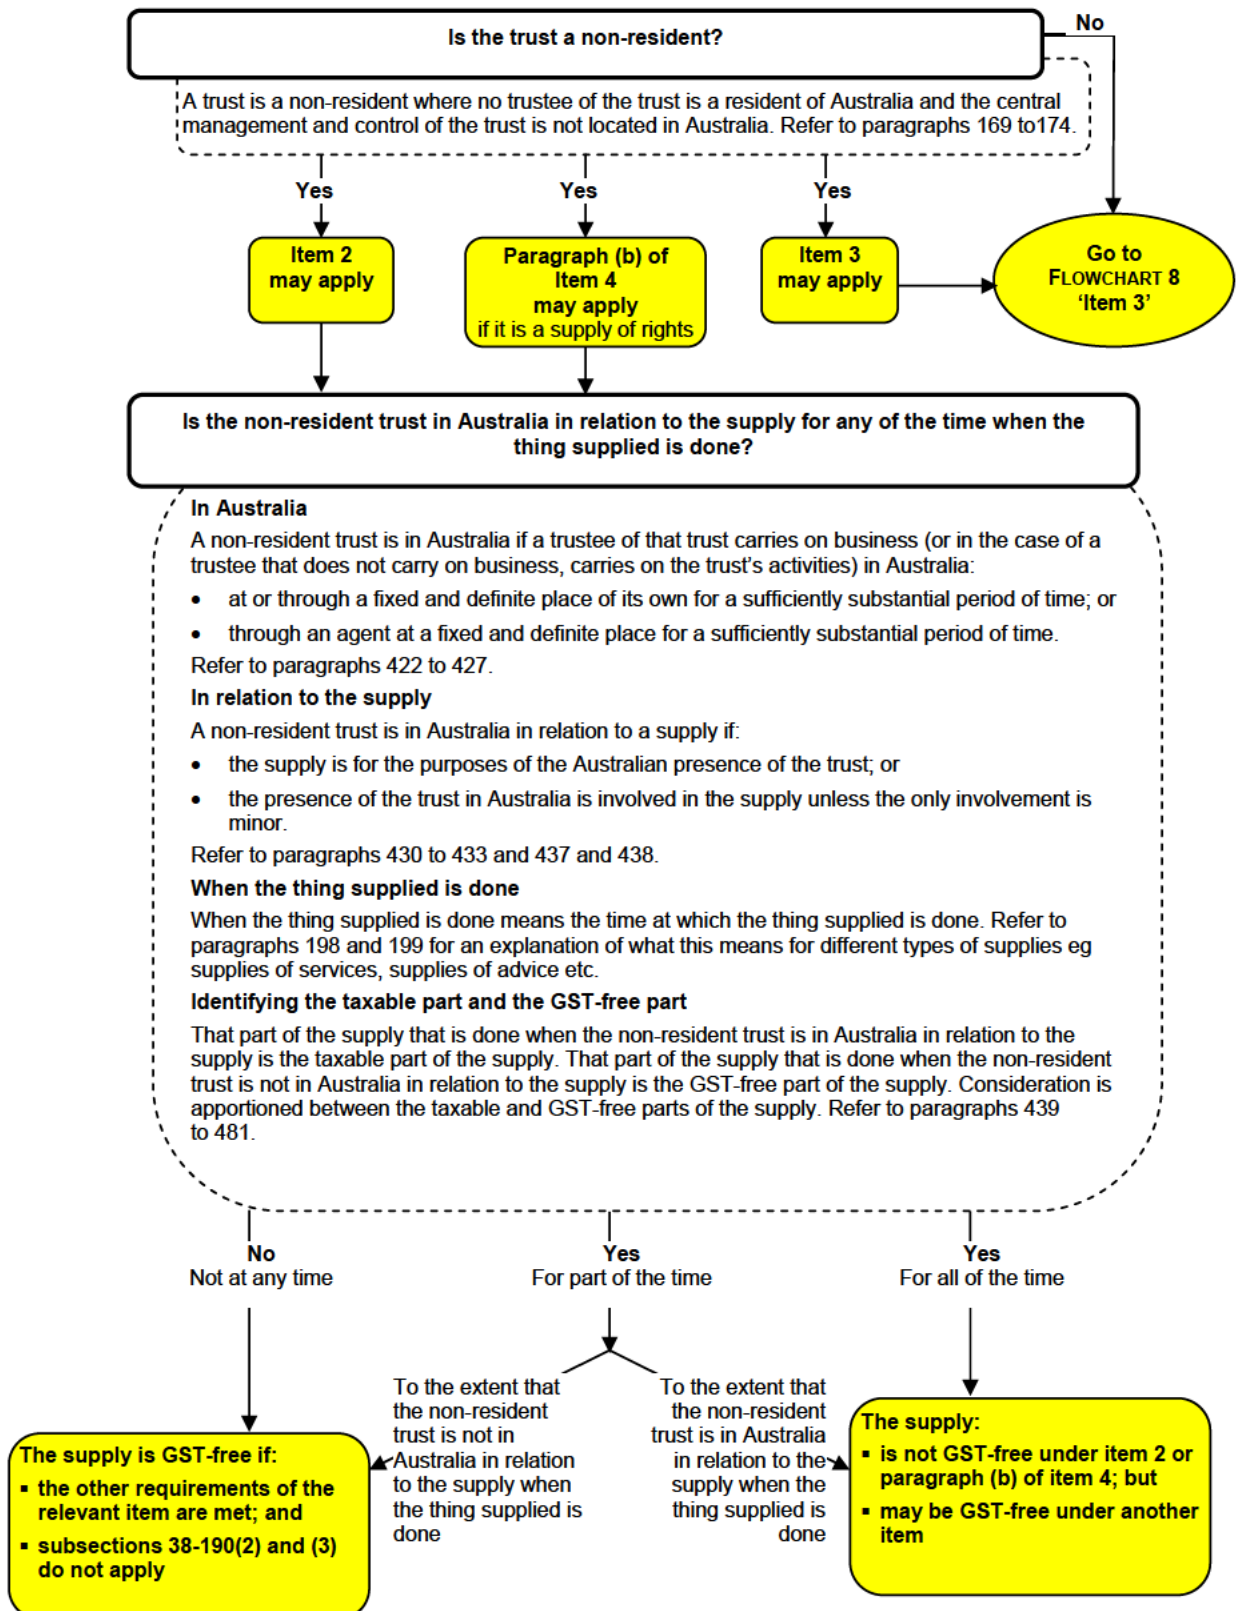 Is the trust a non-resident?
No
A trust is a non-resident where no trustee of the trust is a resident of Australia and the central
management and control of the trust is not located in Australia. Refer to paragraphs 169 to174.
Yes
Yes
Yes
Item 2
may apply
Paragraph (b) of
Item 4
may apply
if it is a supply of rights
Item 3
may apply
Go to
FLOWCHART 8
‘Item 3’
Is the non-resident trust in Australia in relation to the supply for any of the time when the
thing supplied is done?
In Australia
A non-resident trust is in Australia if a trustee of that trust carries on business (or in the case of a
trustee that does not carry on business, carries on the trust’s activities) in Australia:
• at or through a fixed and definite place of its own for a sufficiently substantial period of time; or
• through an agent at a fixed and definite place for a sufficiently substantial period of time.
Refer to paragraphs 422 to 427.
In relation to the supply
A non-resident trust is in Australia in relation to a supply if:
• the supply is for the purposes of the Australian presence of the trust; or
• the presence of the trust in Australia is involved in the supply unless the only involvement is
minor.
Refer to paragraphs 430 to 433 and 437 and 438.
When the thing supplied is done
When the thing supplied is done means the time at which the thing supplied is done. Refer to
paragraphs 198 and 199 for an explanation of what this means for different types of supplies eg
supplies of services, supplies of advice etc.
Identifying the taxable part and the GST-free part
That part of the supply that is done when the non-resident trust is in Australia in relation to the
supply is the taxable part of the supply. That part of the supply that is done when the non-resident
trust is not in Australia in relation to the supply is the GST-free part of the supply. Consideration is
apportioned between the taxable and GST-free parts of the supply. Refer to paragraphs 439
to 481.
No
Not at any time
Yes
For part of the time
Yes
For all of the time
To the extent that
the non-resident
trust is not in
Australia in relation
to the supply when
the thing supplied is
done
To the extent that
the non-resident
trust is in Australia
in relation to the
supply when the
thing supplied is
done
The supply is GST-free if:
▪ the other requirements of the
relevant item are met; and
▪ subsections 38-190(2) and (3)
do not apply
The supply:
▪ is not GST-free under item 2 or
paragraph (b) of item 4; but
▪ may be GST-free under another
item